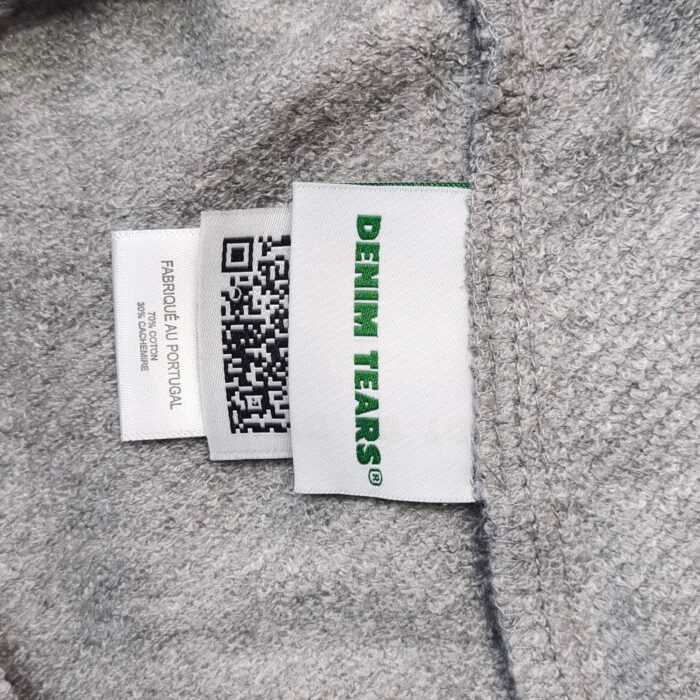 DENIM TEARS®
FABRIQUÉ AU PORTUGAL
70% COTON
30% CACHEMIRE